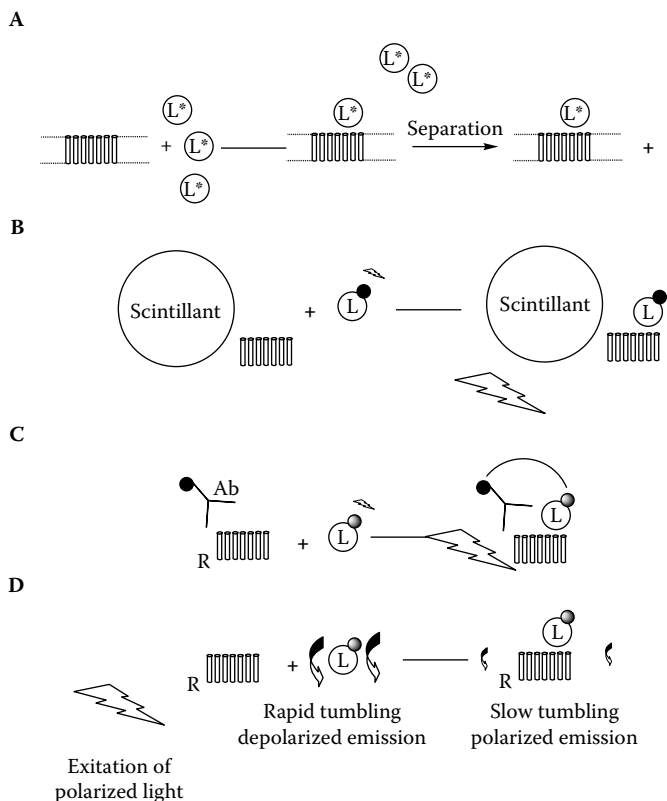 A
L* L*
L* L* L*
+ L* Separation +
L*
B
Scintillant + L Scintillant L
C
Ab
L
R + L
D
L
R + L R
Rapid tumbling Slow tumbling
depolarized emission polarized emission
Exitation of
polarized light